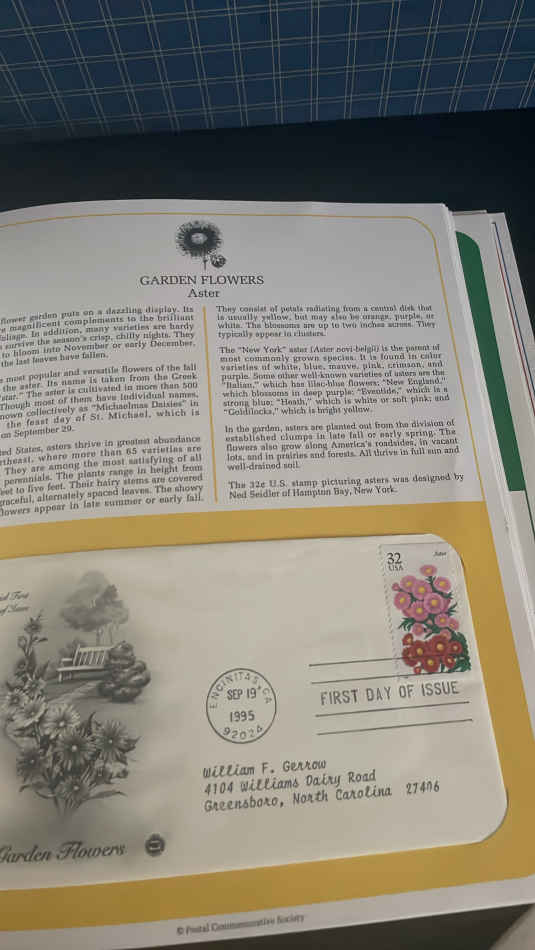 GARDEN FLOWERS
Aster
flower garden puts on a dazzling display. Its
magnificent complements to the brilliant
foliage. In addition, many varieties are hardy
survive the season's crisp, chilly nights. They
to bloom into November or early December,
the last leaves have fallen.
most popular and versatile flowers of the fall
the aster. Its name is taken from the Greek
"star." The aster is cultivated in more than 500
Though most of them have individual names,
known collectively as "Michaelmas Daisies" in
the feast day of St. Michael, which is
on September 29.
ted States, asters thrive in greatest abundance
rtheast, where more than 65 varieties are
They are among the most satisfying of all
perennials. The plants range in height from
feet to five feet. Their hairy stems are covered
graceful, alternately spaced leaves. The showy
flowers appear in late summer or early fall.
They consist of petals radiating from a central disk that
is usually yellow, but may also be orange, purple, or
white. The blossoms are up to two inches across. They
typically appear in clusters.
The "New York" aster (Aster novi-belgii) is the parent of
most commonly grown species. It is found in color
varieties of white, blue, mauve, pink, crimson, and
purple. Some other well-known varieties of asters are the
"Italian," which has lilac-blue flowers; "New England,"
which blossoms in deep purple; "Eventide," which is a
strong blue; "Heath," which is white or soft pink; and
"Goldilocks," which is bright yellow.
In the garden, asters are planted out from the division of
established clumps in late fall or early spring. The
flowers also grow along America's roadsides, in vacant
lots, and in prairies and forests. All thrive in full sun and
well-drained soil.
The 32¢ U.S. stamp picturing asters was designed by
Ned Seidler of Hampton Bay, New York.
First
of Issue
32
USA
Aster
ENCINITAS, CA
SEP 19
1995
92024
FIRST DAY OF ISSUE
William F. Gerrow
4104 Williams Dairy Road
Greensboro, North Carolina 27406
Garden Flowers
© Postal Commemorative Society